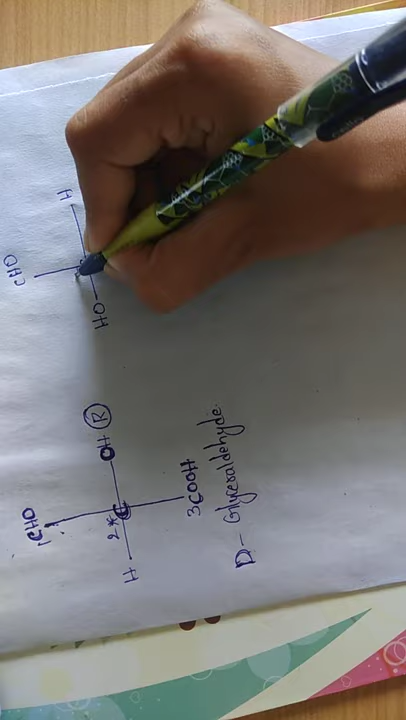 1CHO
H 2* C OH (R)
3COOH
D- Glyceraldehyde.
CHO
HO H